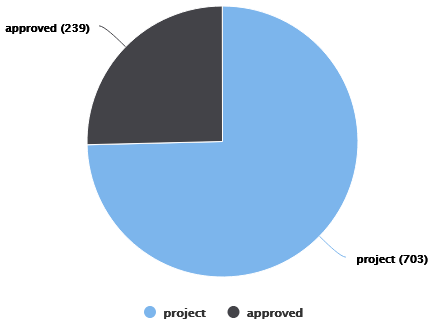 approved (239)
project (703)
project approved